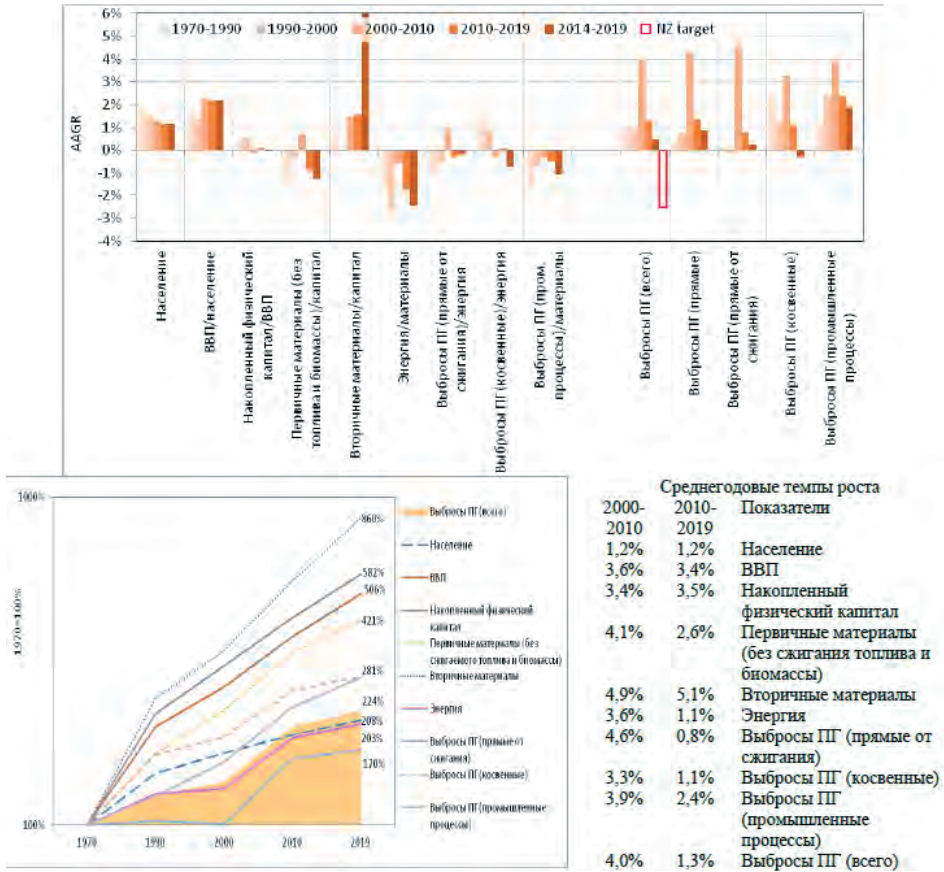 6%
5%
4%
3%
2%
1%
0%
-1%
-2%
-3%
-4%
AAGR
1970-1990
1990-2000
2000-2010
2010-2019
2014-2019
NZ target
Население
ВВП/население
Накопленный физический
капитал/ВВП
Первичные материалы (без
топлива и биомассы)/капитал
Вторичные материалы/капитал
Энергия/материалы
Выбросы ПГ (прямые от
сжигания)/энергия
Выбросы ПГ (косвенные)/энергия
Выбросы ПГ (пром.
процессы)/материалы
Выбросы ПГ (всего)
Выбросы ПГ (прямые)
Выбросы ПГ (прямые от
сжигания)
Выбросы ПГ (косвенные)
Выбросы ПГ (промышленные
процессы)
1000%
100%
1970=100%
1970
1990
2000
2010
2019
860%
582%
506%
421%
281%
224%
208%
203%
170%
Выбросы ПГ (всего)
Население
ВВП
Накопленный физический
капитал
Первичные материалы (без
сжигаемого топлива и биомассы)
Вторичные материалы
Энергия
Выбросы ПГ (прямые от
сжигания)
Выбросы ПГ (косвенные)
Выбросы ПГ (промышленные
процессы)
Среднегодовые темпы роста
2000- 2010- Показатели
2010 2019
1,2% 1,2% Население
3,6% 3,4% ВВП
3,4% 3,5% Накопленный
физический капитал
4,1% 2,6% Первичные материалы
(без сжигания топлива и
биомассы)
4,9% 5,1% Вторичные материалы
3,6% 1,1% Энергия
4,6% 0,8% Выбросы ПГ (прямые от
сжигания)
3,3% 1,1% Выбросы ПГ (косвенные)
3,9% 2,4% Выбросы ПГ
(промышленные
процессы)
4,0% 1,3% Выбросы ПГ (всего)